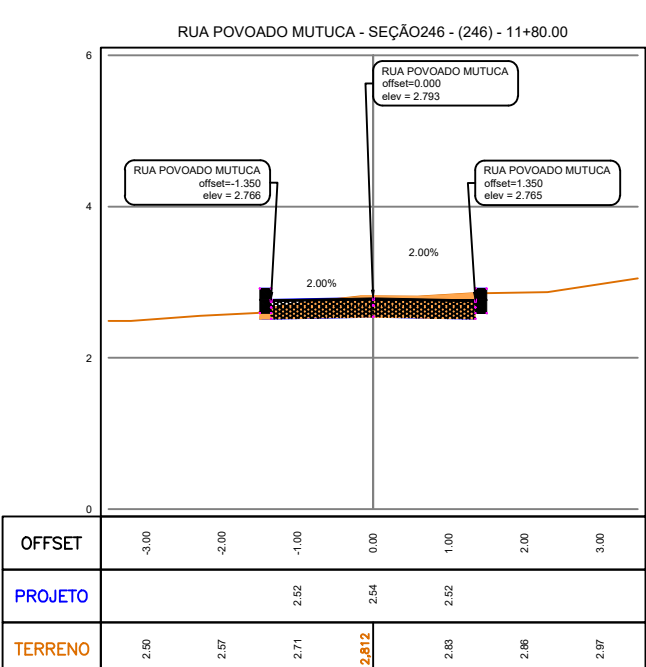 RUA POVOADO MUTUCA - SEÇÃO246 - (246) - 11+80.00
6
RUA POVOADO MUTUCA
offset=0.000
elev = 2.793
RUA POVOADO MUTUCA
offset=-1.350
elev = 2.766
RUA POVOADO MUTUCA
offset=1.350
elev = 2.765
4
2.00%
2.00%
2
0
OFFSET -3.00 -2.00 -1.00 0.00 1.00 2.00 3.00
PROJETO 2.52 2.54 2.52
TERRENO 2.50 2.57 2.71 2,812 2.83 2.86 2.97